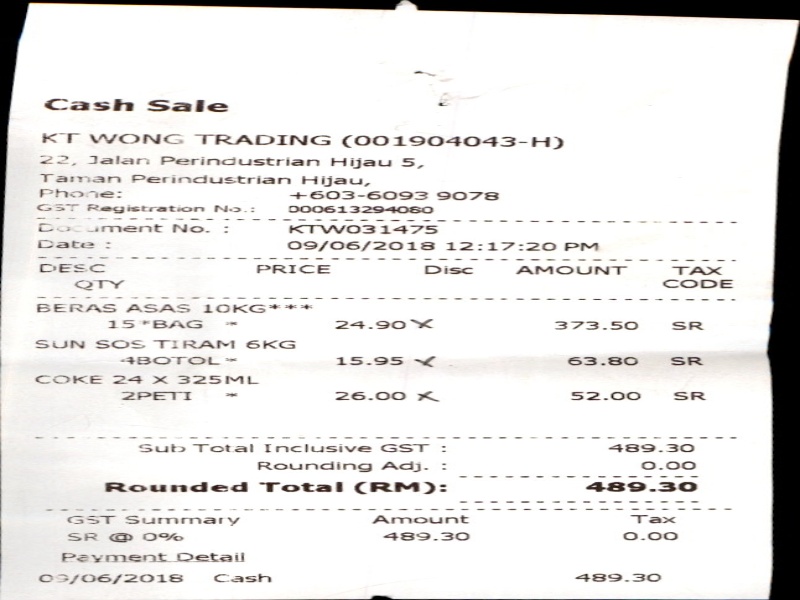 Cash Sale
KT WONG TRADING (001904043-H)
22, Jalan Perindustrian Hijau 5,
Taman Perindustrian Hijau,
Phone: +603-6093 9078
GST Registration No.: 000613294080
Document No. : KTW031475
Date : 09/06/2018 12:17:20 PM
DESC PRICE Disc AMOUNT TAX
QTY CODE
BERAS ASAS 10KG***
15*BAG * 24.90 373.50 SR
SUN SOS TIRAM 6KG
4BOTOL * 15.95 63.80 SR
COKE 24 X 325ML
2PETI * 26.00 52.00 SR
Sub Total Inclusive GST : 489.30
Rounding Adj. : 0.00
Rounded Total (RM): 489.30
GST Summary Amount Tax
SR @ 0% 489.30 0.00
Payment Detail
09/06/2018 Cash 489.30